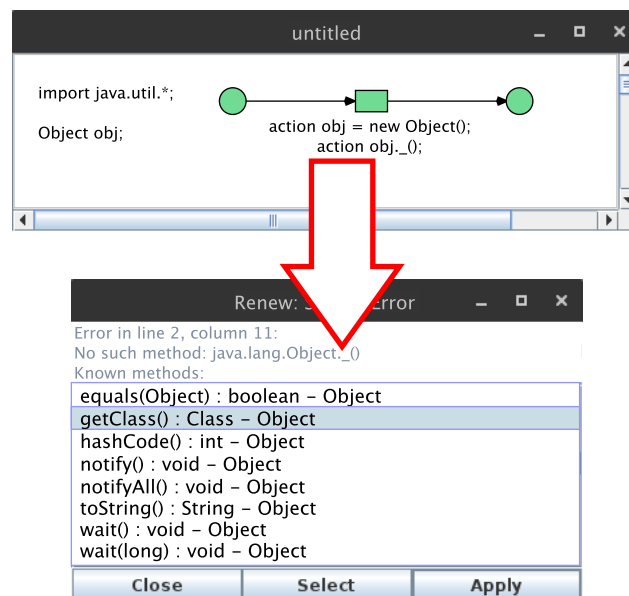 untitled
import java.util.*;
Object obj;
action obj = new Object();
action obj._();
Renew: Error
Error in line 2, column 11:
No such method: java.lang.Object._()
Known methods:
equals(Object) : boolean – Object
getClass() : Class – Object
hashCode() : int – Object
notify() : void – Object
notifyAll() : void – Object
toString() : String – Object
wait() : void – Object
wait(long) : void – Object
Close Select Apply